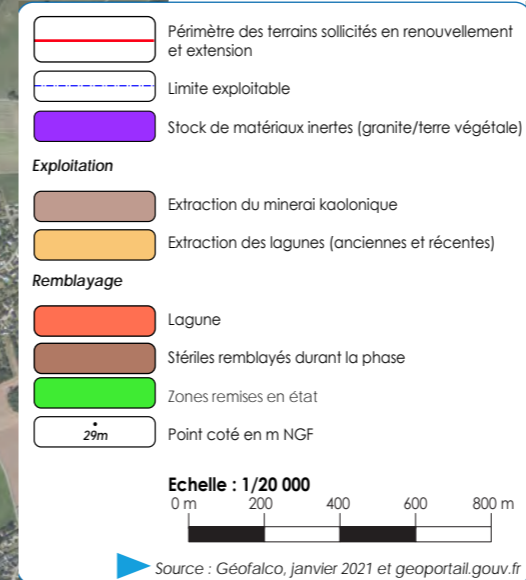 Périmètre des terrains sollicités en renouvellement
et extension
Limite exploitable
Stock de matériaux inertes (granite/terre végétale)
Exploitation
Extraction du minerai kaolonique
Extraction des lagunes (anciennes et récentes)
Remblayage
Lagune
Stériles remblayés durant la phase
Zones remises en état
29m
Point coté en m NGF
Echelle : 1/20 000
0 m 200 400 600 800 m
Source : Géofalco, janvier 2021 et geoportail.gouv.fr